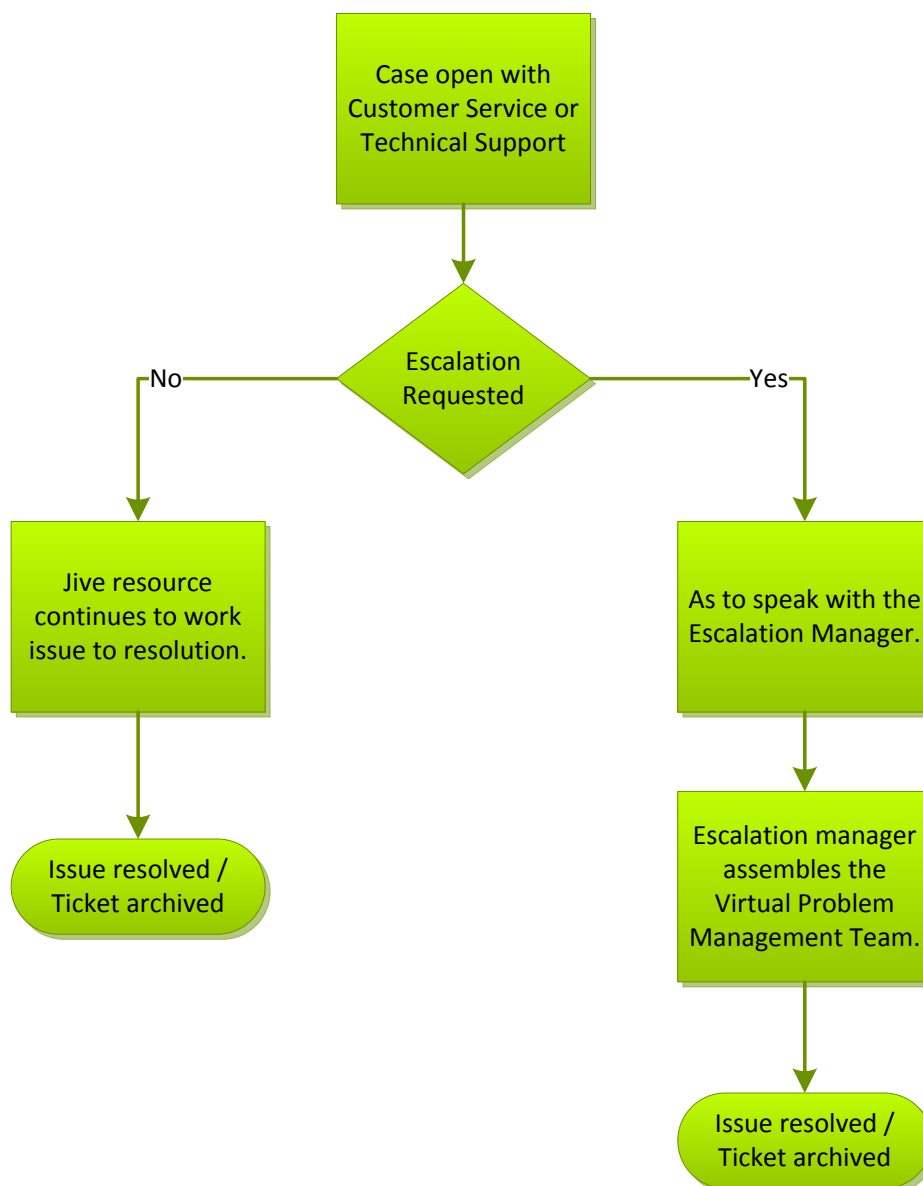 Case open with
Customer Service or
Technical Support
Escalation
Requested
No
Yes
Jive resource
continues to work
issue to resolution.
As to speak with the
Escalation Manager.
Issue resolved /
Ticket archived
Escalation manager
assembles the
Virtual Problem
Management Team.
Issue resolved /
Ticket archived